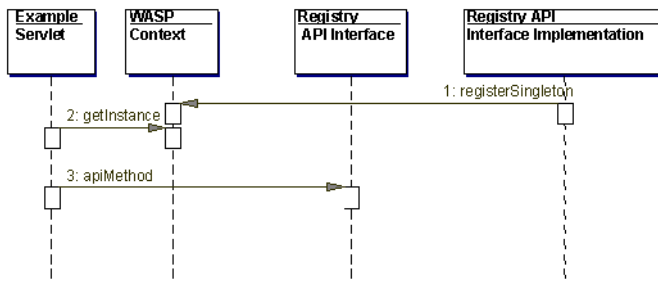 Example
Servlet
WASP
Context
Registry
API Interface
Registry API
Interface Implementation
1: registerSingleton
2: getInstance
3: apiMethod